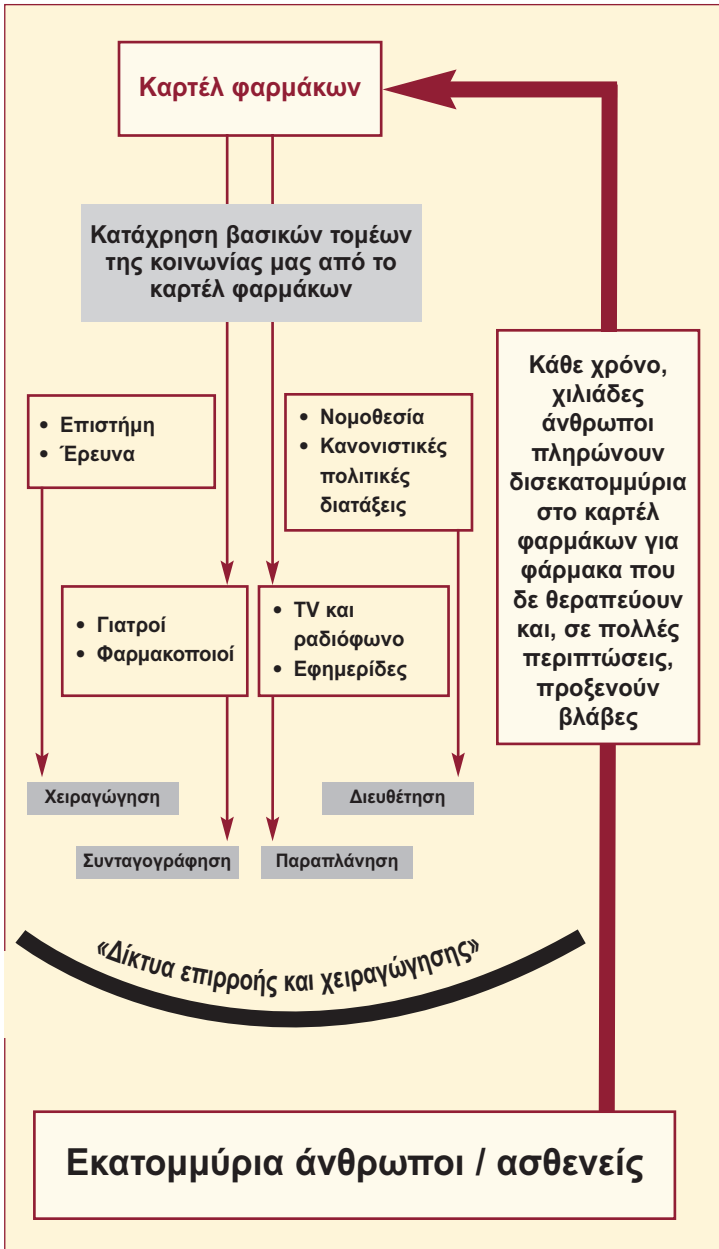 Καρτέλ φαρμάκων
Κατάχρηση βασικών τομέων
της κοινωνίας μας από το
καρτέλ φαρμάκων
• Επιστήμη
• Έρευνα
• Νομοθεσία
• Κανονιστικές
πολιτικές
διατάξεις
• Γιατροί
• Φαρμακοποιοί
• TV και
ραδιόφωνο
• Εφημερίδες
Χειραγώγηση
Διευθέτηση
Συνταγογράφηση
Παραπλάνηση
«Δίκτυα επιρροής και χειραγώγησης»
Κάθε χρόνο,
χιλιάδες
άνθρωποι
πληρώνουν
δισεκατομμύρια
στο καρτέλ
φαρμάκων για
φάρμακα που
δε θεραπεύουν
και, σε πολλές
περιπτώσεις,
προξενούν
βλάβες
Εκατομμύρια άνθρωποι / ασθενείς